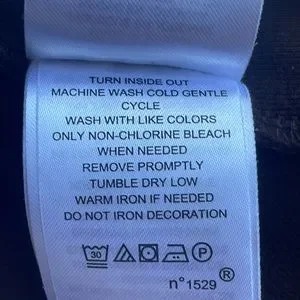 TURN INSIDE OUT
MACHINE WASH COLD GENTLE
CYCLE
WASH WITH LIKE COLORS
ONLY NON-CHLORINE BLEACH
WHEN NEEDED
REMOVE PROMPTLY
TUMBLE DRY LOW
WARM IRON IF NEEDED
DO NOT IRON DECORATION
30 P
n°1529®